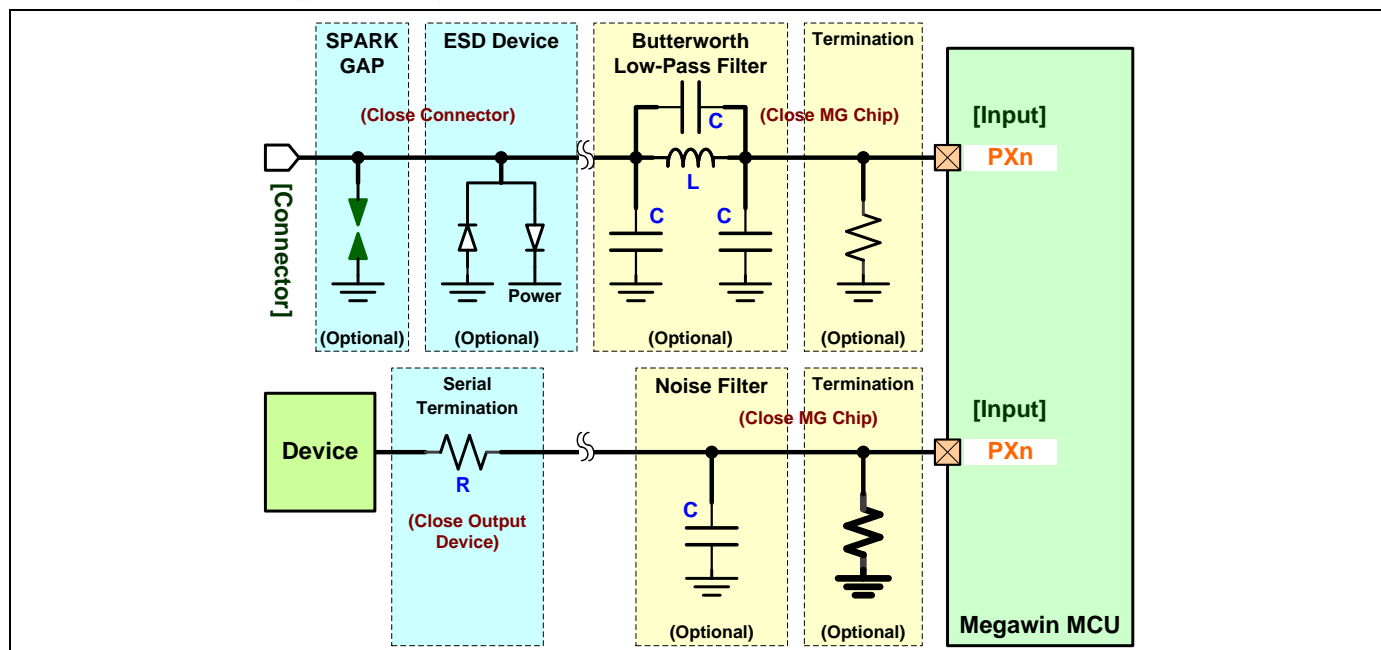 SPARK
GAP
ESD Device
Butterworth
Low-Pass Filter
Termination
(Close Connector)
C
(Close MG Chip)
[Input]
PXn
[Connector]
L
C
C
Power
(Optional)
(Optional)
(Optional)
(Optional)
Serial
Termination
Noise Filter
Termination
(Close MG Chip)
[Input]
Device
PXn
R
C
(Close Output
Device)
(Optional)
(Optional)
Megawin MCU